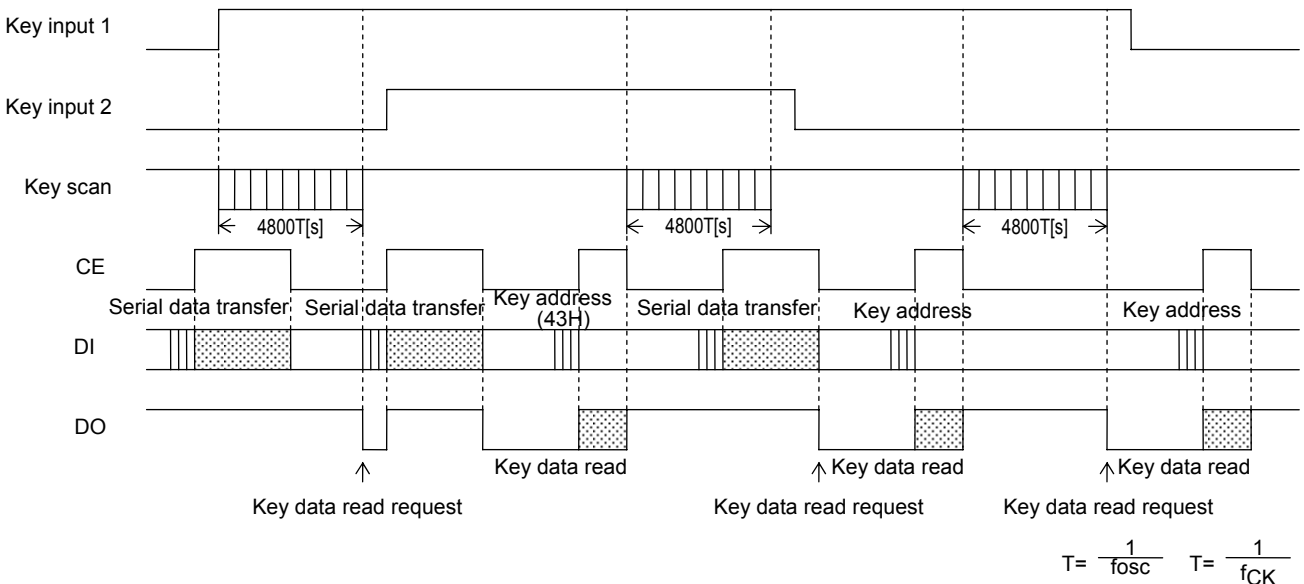 Key input 1
Key input 2
Key scan
4800T[s] 4800T[s] 4800T[s]
CE
Serial data transfer Serial data transfer Key address Serial data transfer Key address Key address
(43H)
DI
DO
Key data read Key data read Key data read
Key data read request Key data read request Key data read request
T= 1/fosc T= 1/fCK